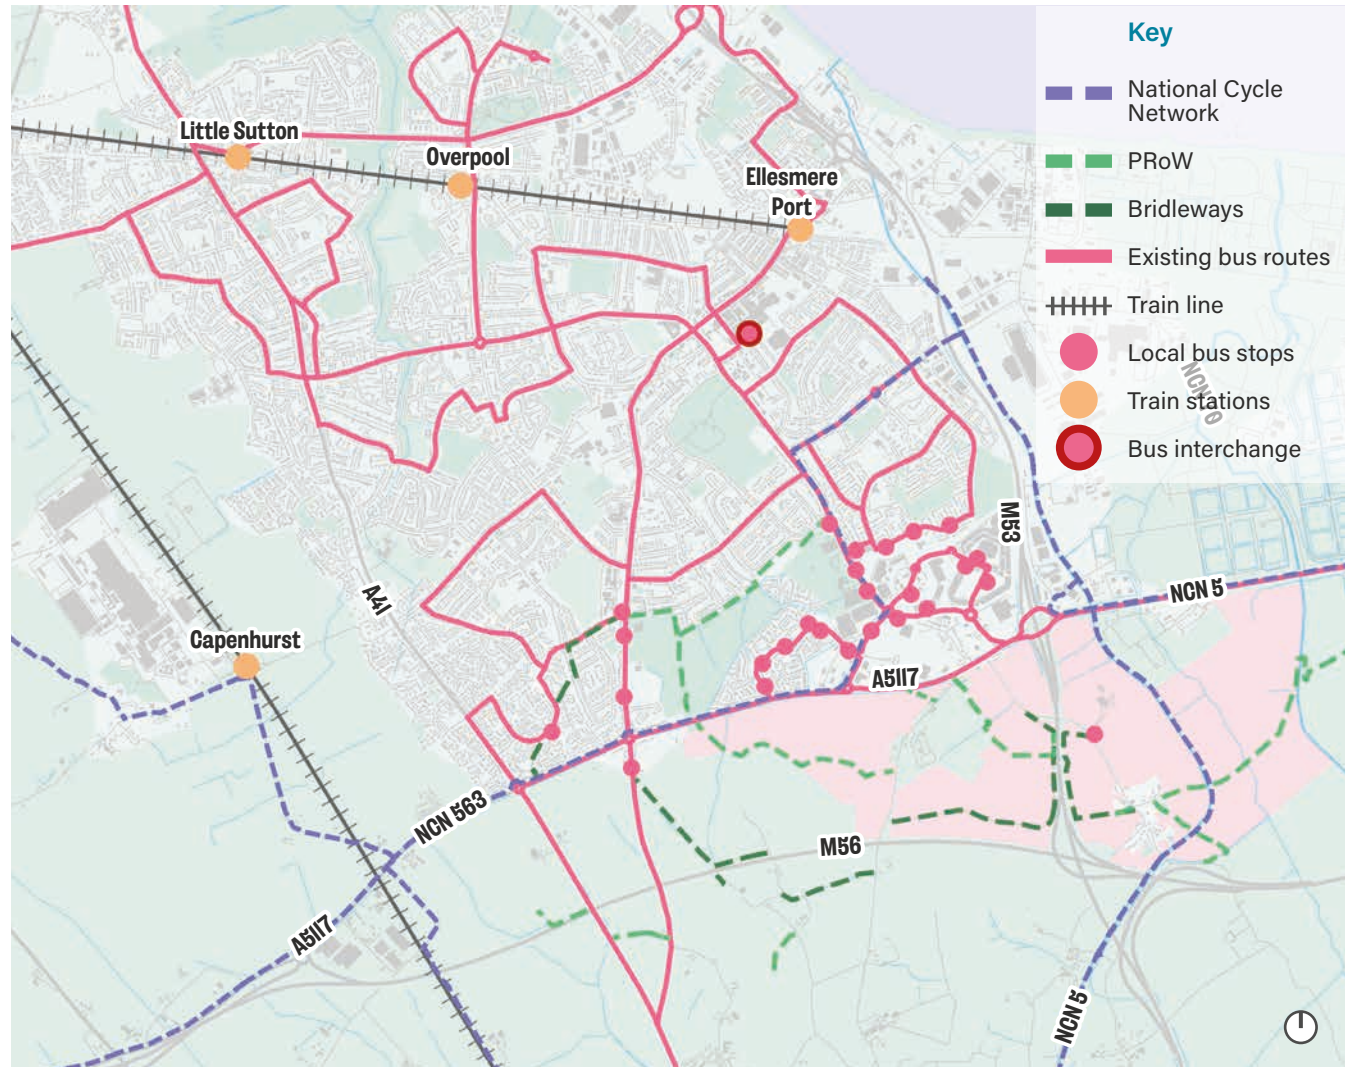 Key
National Cycle
Network
PRoW
Bridleways
Existing bus routes
Train line
Local bus stops
Train stations
Bus interchange
Little Sutton
Overpool
Ellesmere
Port
M53
A41
NCN 5
Capenhurst
A5117
NCN 563
M56
A5117
NCN 5